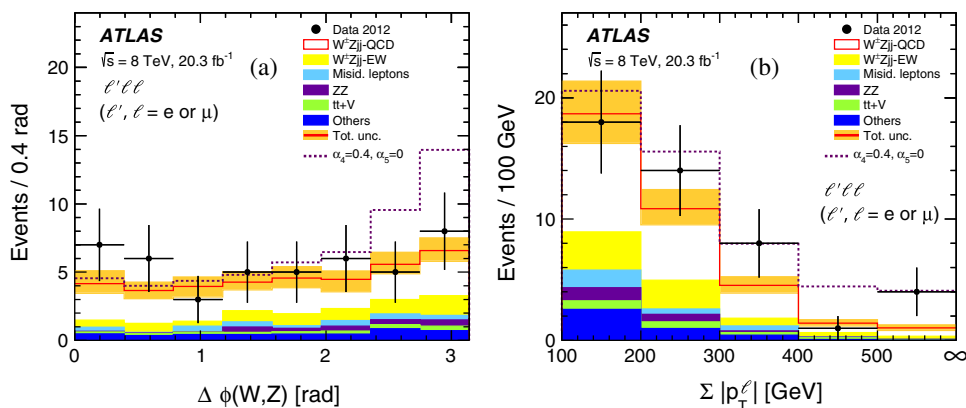 ATLAS
√s = 8 TeV, 20.3 fb⁻¹
(a)
ℓ'ℓℓ
(ℓ', ℓ = e or μ)
Data 2012
W±Zjj-QCD
W±Zjj-EW
Misid. leptons
ZZ
tt+V
Others
Tot. unc.
α₄=0.4, α₅=0
Events / 0.4 rad
20
15
10
5
0
0 1 2 3
Δ φ(W,Z) [rad]
ATLAS
√s = 8 TeV, 20.3 fb⁻¹
(b)
Data 2012
W±Zjj-QCD
W±Zjj-EW
Misid. leptons
ZZ
tt+V
Others
Tot. unc.
α₄=0.4, α₅=0
ℓ'ℓℓ
(ℓ', ℓ = e or μ)
Events / 100 GeV
20
10
0
100 200 300 400 500 ∞
Σ |p_T^ℓ| [GeV]